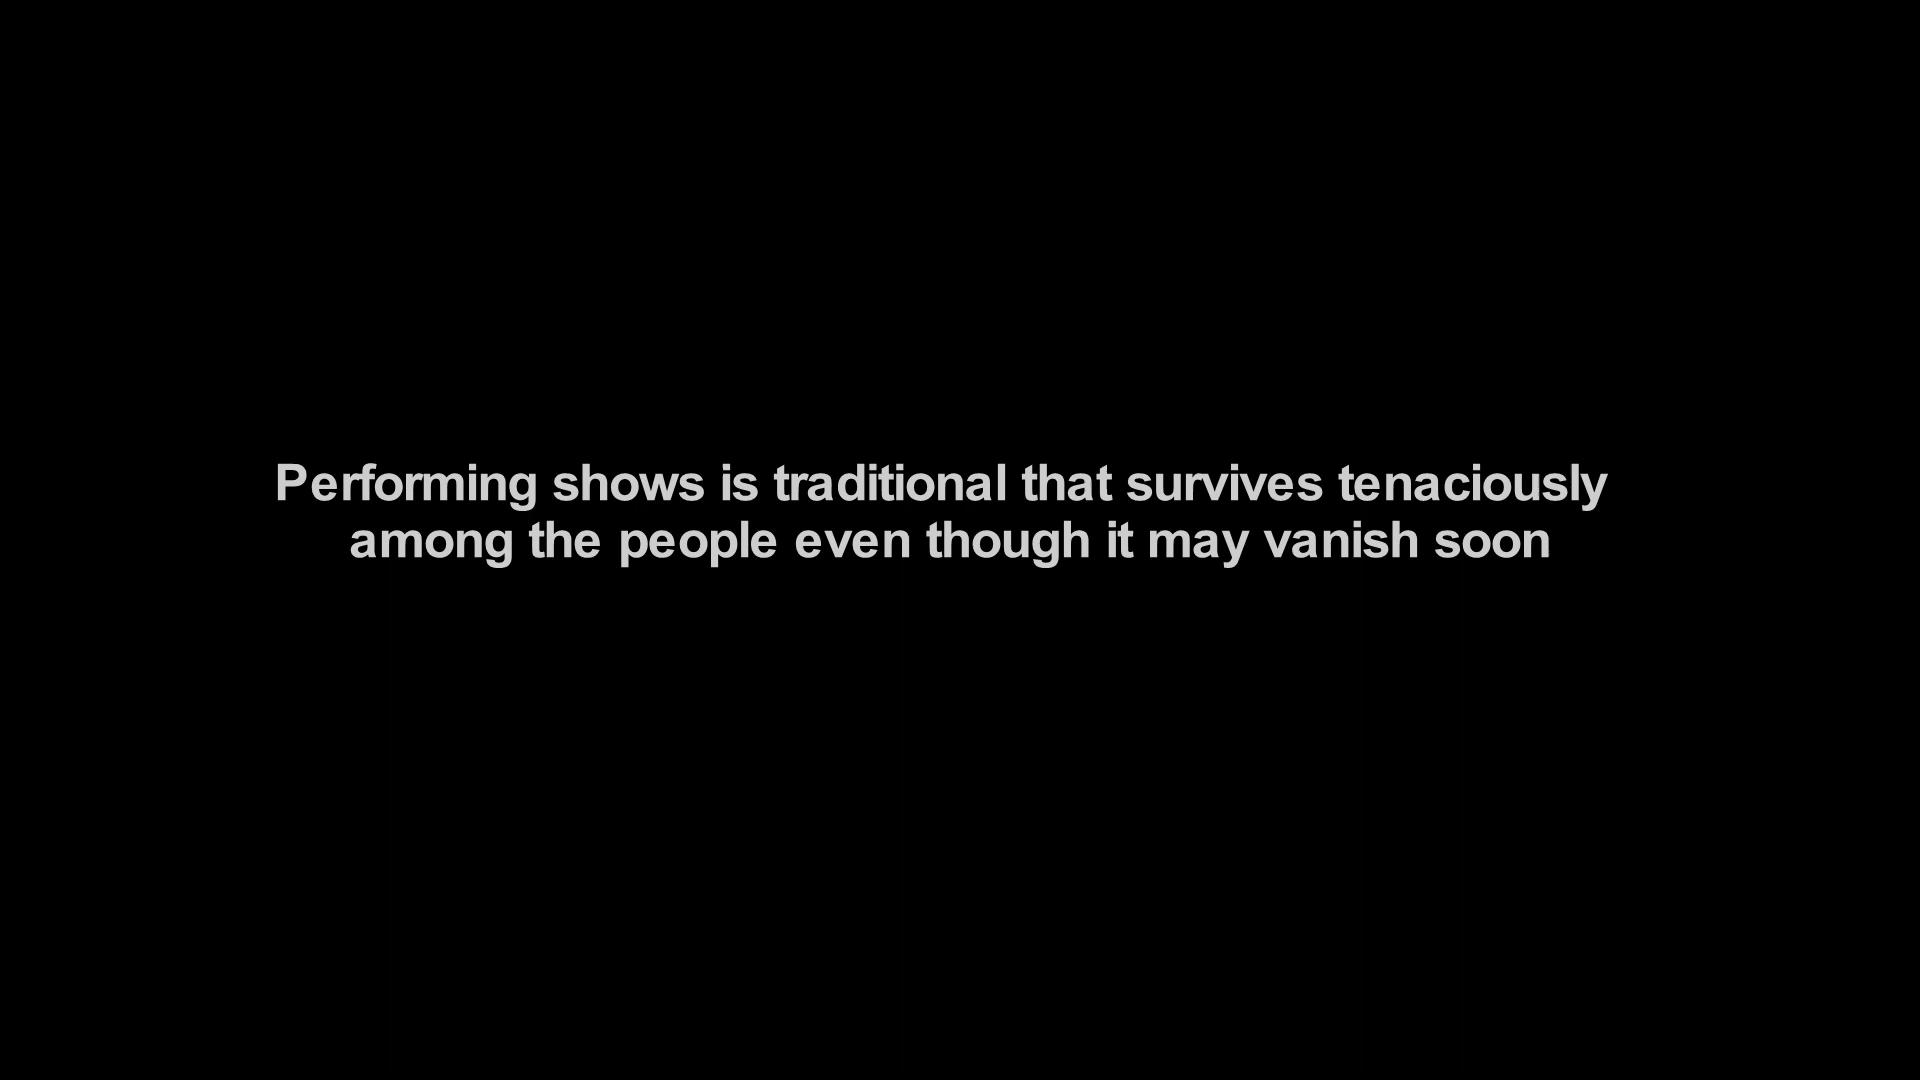 Performing shows is traditional that survives tenaciously
among the people even though it may vanish soon